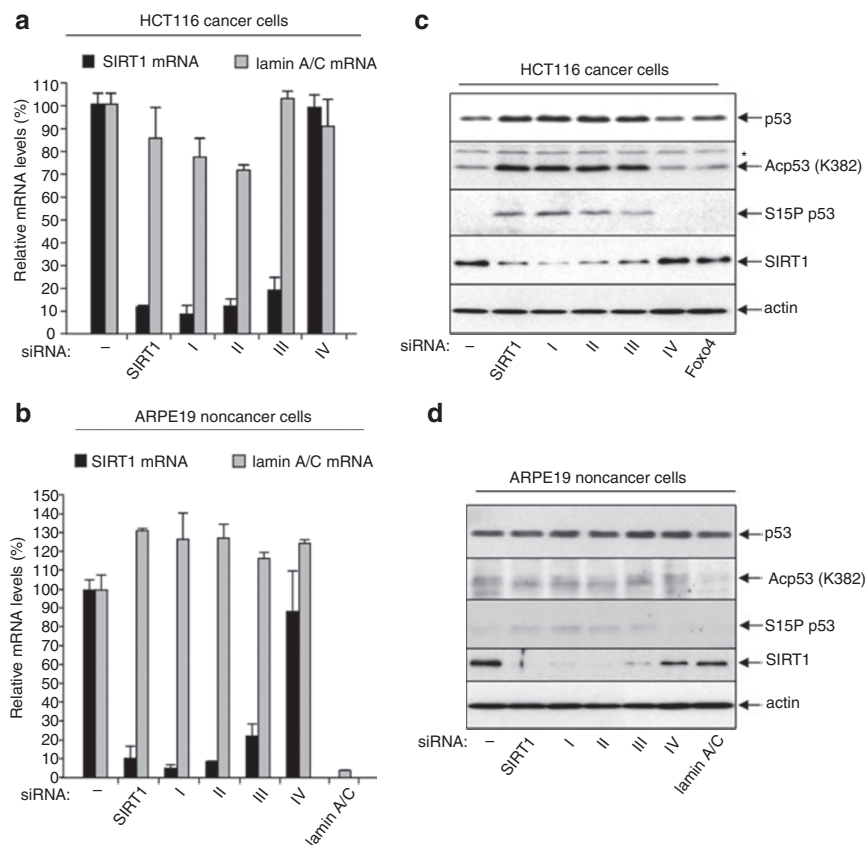 a
HCT116 cancer cells
SIRT1 mRNA
lamin A/C mRNA
Relative mRNA levels (%)
110
100
90
80
70
60
50
40
30
20
10
0
siRNA:
–
SIRT1
I
II
III
IV
b
ARPE19 noncancer cells
SIRT1 mRNA
lamin A/C mRNA
Relative mRNA levels (%)
150
140
130
120
110
100
90
80
70
60
50
40
30
20
10
0
siRNA:
–
SIRT1
I
II
III
IV
lamin A/C
c
HCT116 cancer cells
p53
*
Acp53 (K382)
S15P p53
SIRT1
actin
siRNA:
–
SIRT1
I
II
III
IV
Foxo4
d
ARPE19 noncancer cells
p53
Acp53 (K382)
S15P p53
SIRT1
actin
siRNA:
–
SIRT1
I
II
III
IV
lamin A/C